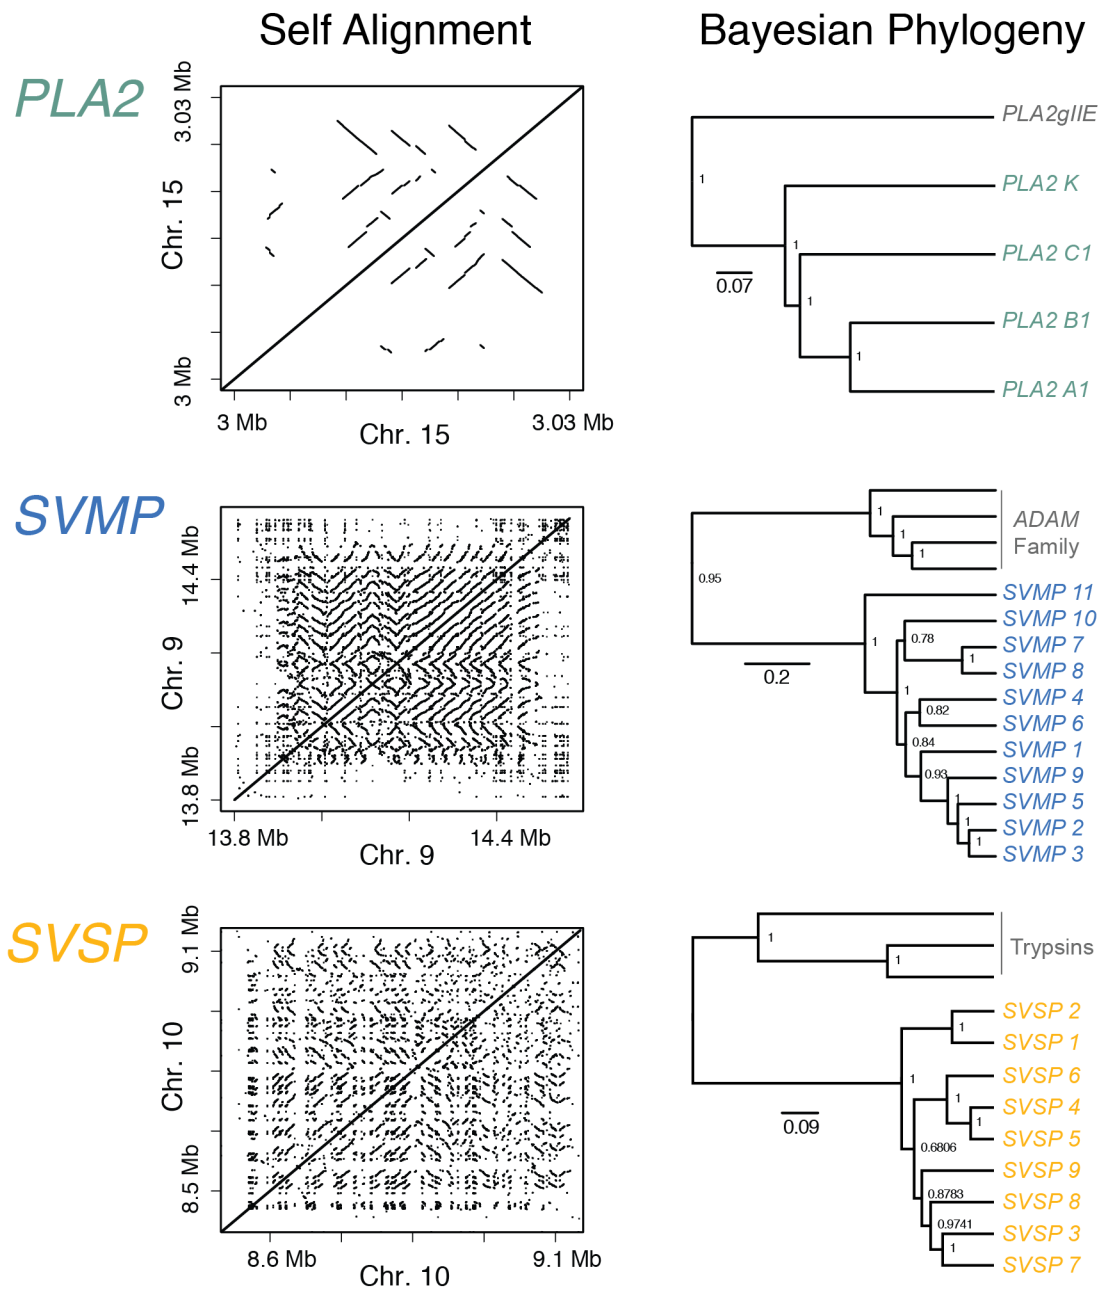 Self Alignment
Bayesian Phylogeny
PLA2
3.03 Mb
Chr. 15
3 Mb
3 Mb
3.03 Mb
Chr. 15
PLA2gIIE
1
PLA2 K
1
PLA2 C1
0.07
1
PLA2 B1
1
PLA2 A1
SVMP
14.4 Mb
Chr. 9
13.8 Mb
13.8 Mb
14.4 Mb
Chr. 9
1
ADAM
1
Family
1
0.95
SVMP 11
SVMP 10
0.78
1
SVMP 7
1
SVMP 8
0.2
1
SVMP 4
0.82
SVMP 6
0.84
SVMP 1
0.93
SVMP 9
1
SVMP 5
1
SVMP 2
1
SVMP 3
SVSP
9.1 Mb
Chr. 10
8.5 Mb
8.6 Mb
9.1 Mb
Chr. 10
1
Trypsins
1
SVSP 2
1
SVSP 1
1
SVSP 6
1
SVSP 4
0.09
1
SVSP 5
0.6806
SVSP 9
0.8783
SVSP 8
0.9741
SVSP 3
1
SVSP 7